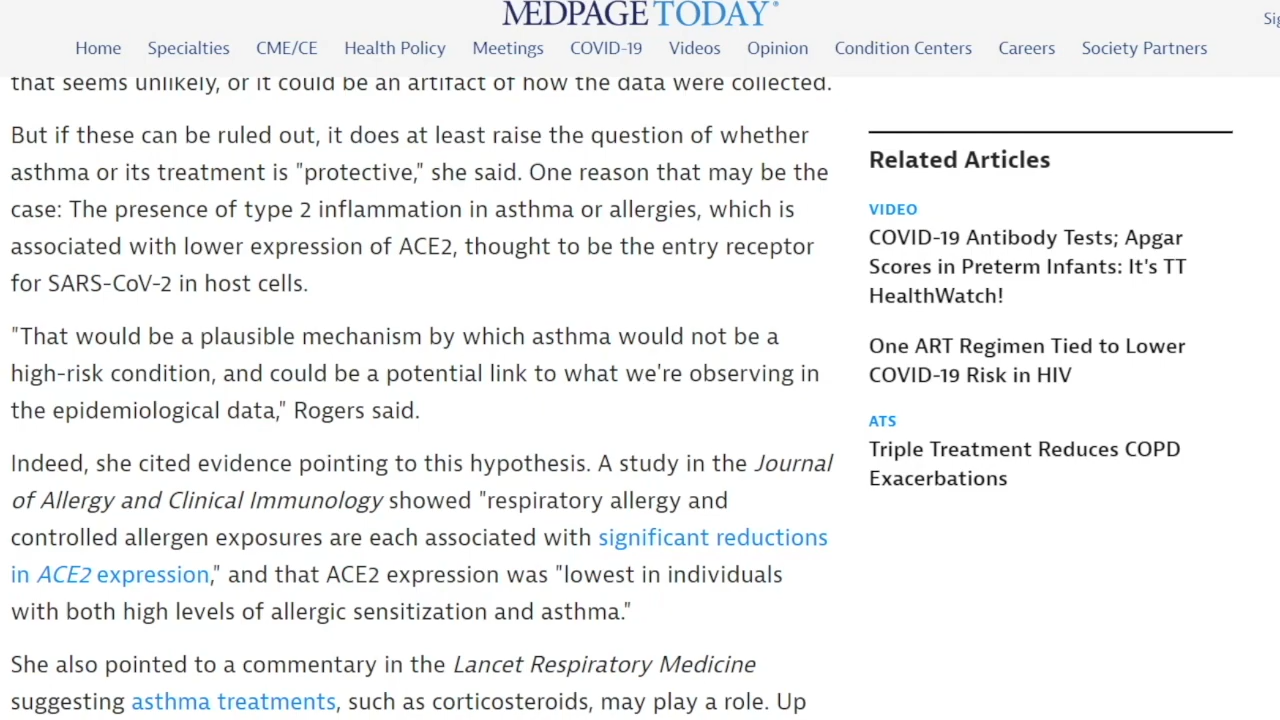 MEDPAGE TODAY®
Sig
Home Specialties CME/CE Health Policy Meetings COVID-19 Videos Opinion Condition Centers Careers Society Partners
that seems unlikely, or it could be an artifact of how the data were collected.
But if these can be ruled out, it does at least raise the question of whether
asthma or its treatment is "protective," she said. One reason that may be the
case: The presence of type 2 inflammation in asthma or allergies, which is
associated with lower expression of ACE2, thought to be the entry receptor
for SARS-CoV-2 in host cells.
"That would be a plausible mechanism by which asthma would not be a
high-risk condition, and could be a potential link to what we're observing in
the epidemiological data," Rogers said.
Indeed, she cited evidence pointing to this hypothesis. A study in the Journal
of Allergy and Clinical Immunology showed "respiratory allergy and
controlled allergen exposures are each associated with significant reductions
in ACE2 expression," and that ACE2 expression was "lowest in individuals
with both high levels of allergic sensitization and asthma."
She also pointed to a commentary in the Lancet Respiratory Medicine
suggesting asthma treatments, such as corticosteroids, may play a role. Up
Related Articles
VIDEO
COVID-19 Antibody Tests; Apgar
Scores in Preterm Infants: It's TT
HealthWatch!
One ART Regimen Tied to Lower
COVID-19 Risk in HIV
ATS
Triple Treatment Reduces COPD
Exacerbations